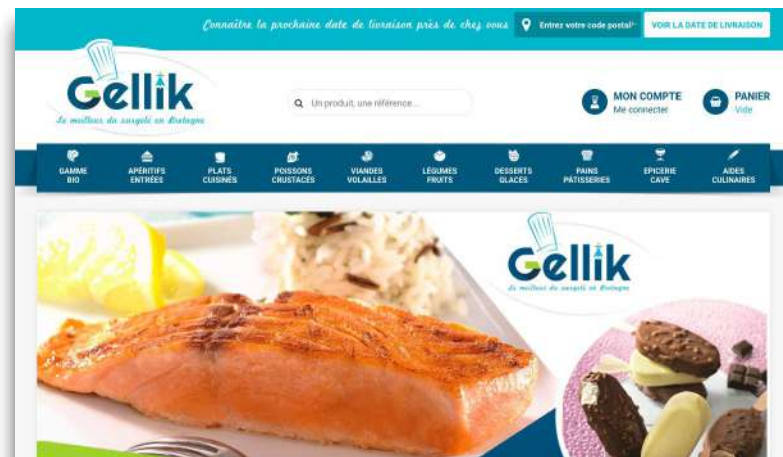 Connaître la prochaine date de livraison près de chez vous
Entrez votre code postal
VOIR LA DATE DE LIVRAISON
Gellik
Le meilleur du surgelé en Bretagne
Un produit, une référence...
MON COMPTE
Me connecter
PANIER
Vide
GAMME
BIO
APÉRITIFS
ENTRÉES
PLATS
CUISINÉS
POISSONS
CRUSTACÉS
VIANDES
VOLAILLES
LÉGUMES
FRUITS
DESSERTS
GLACES
PAINS
PÂTISSERIES
EPICERIE
CAVE
AIDES
CULINAIRES
Gellik
Le meilleur du surgelé en Bretagne